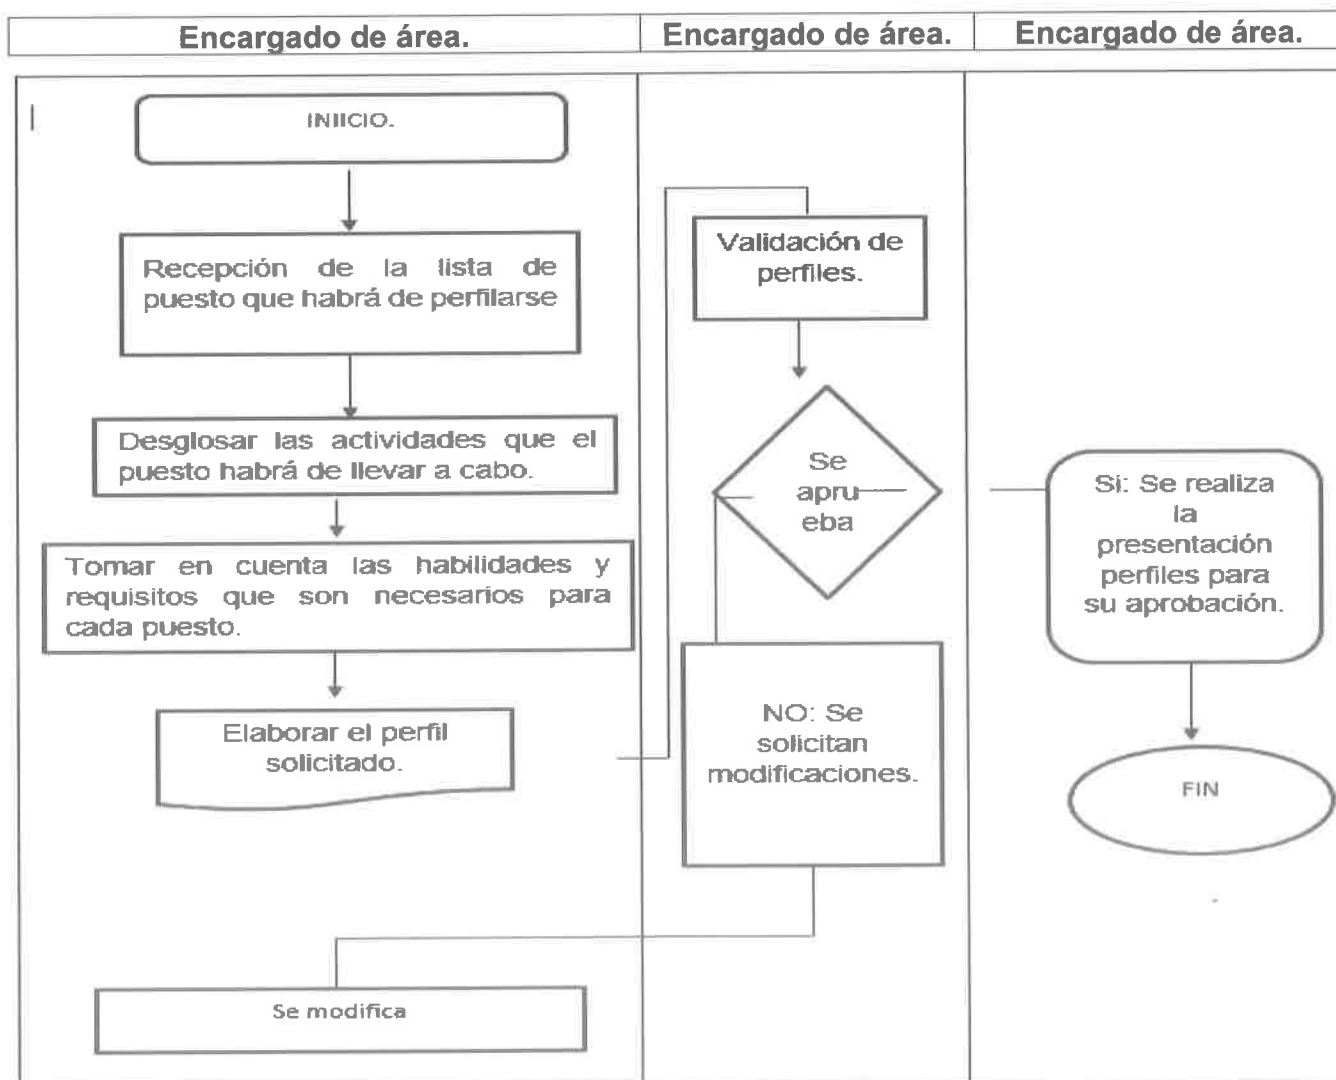 Encargado de área.
Encargado de área.
Encargado de área.
INIICIO.
Recepción de la lista de
puesto que habrá de perfilarse
Desglosar las actividades que el
puesto habrá de llevar a cabo.
Tomar en cuenta las habilidades y
requisitos que son necesarios para
cada puesto.
Elaborar el perfil
solicitado.
Se modifica
Validación de
perfiles.
Se
apru
eba
NO: Se
solicitan
modificaciones.
Si: Se realiza
la
presentación
perfiles para
su aprobación.
FIN